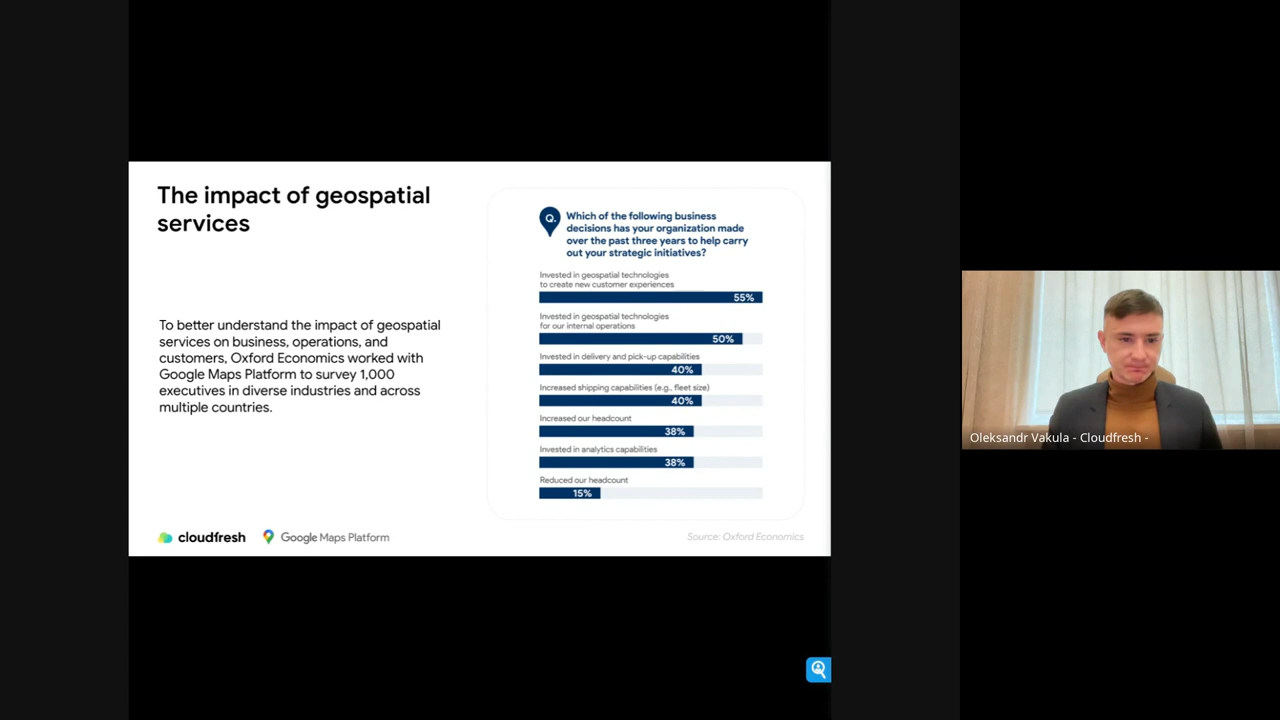 The impact of geospatial
services
To better understand the impact of geospatial
services on business, operations, and
customers, Oxford Economics worked with
Google Maps Platform to survey 1,000
executives in diverse industries and across
multiple countries.
Q.
Which of the following business
decisions has your organization made
over the past three years to help carry
out your strategic initiatives?
Invested in geospatial technologies
to create new customer experiences
55%
Invested in geospatial technologies
for our internal operations
50%
Invested in delivery and pick-up capabilities
40%
Increased shipping capabilities (e.g., fleet size)
40%
Increased our headcount
38%
Invested in analytics capabilities
38%
Reduced our headcount
15%
cloudfresh
Google Maps Platform
Source: Oxford Economics
Oleksandr Vakula - Cloudfresh -